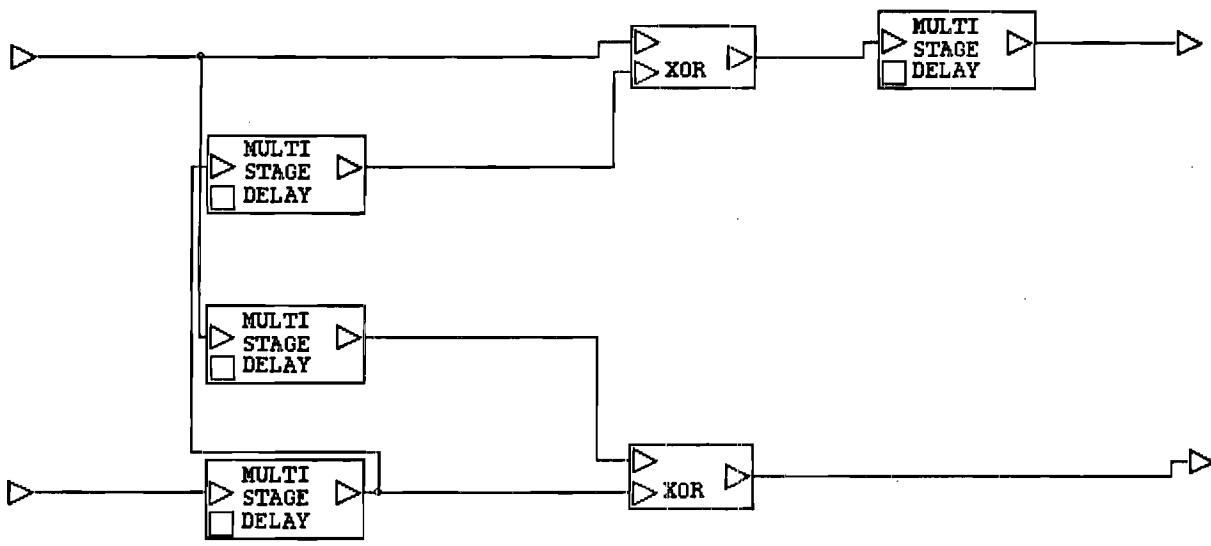 MULTI
STAGE
DELAY
XOR
MULTI
STAGE
DELAY
MULTI
STAGE
DELAY
MULTI
STAGE
DELAY
XOR